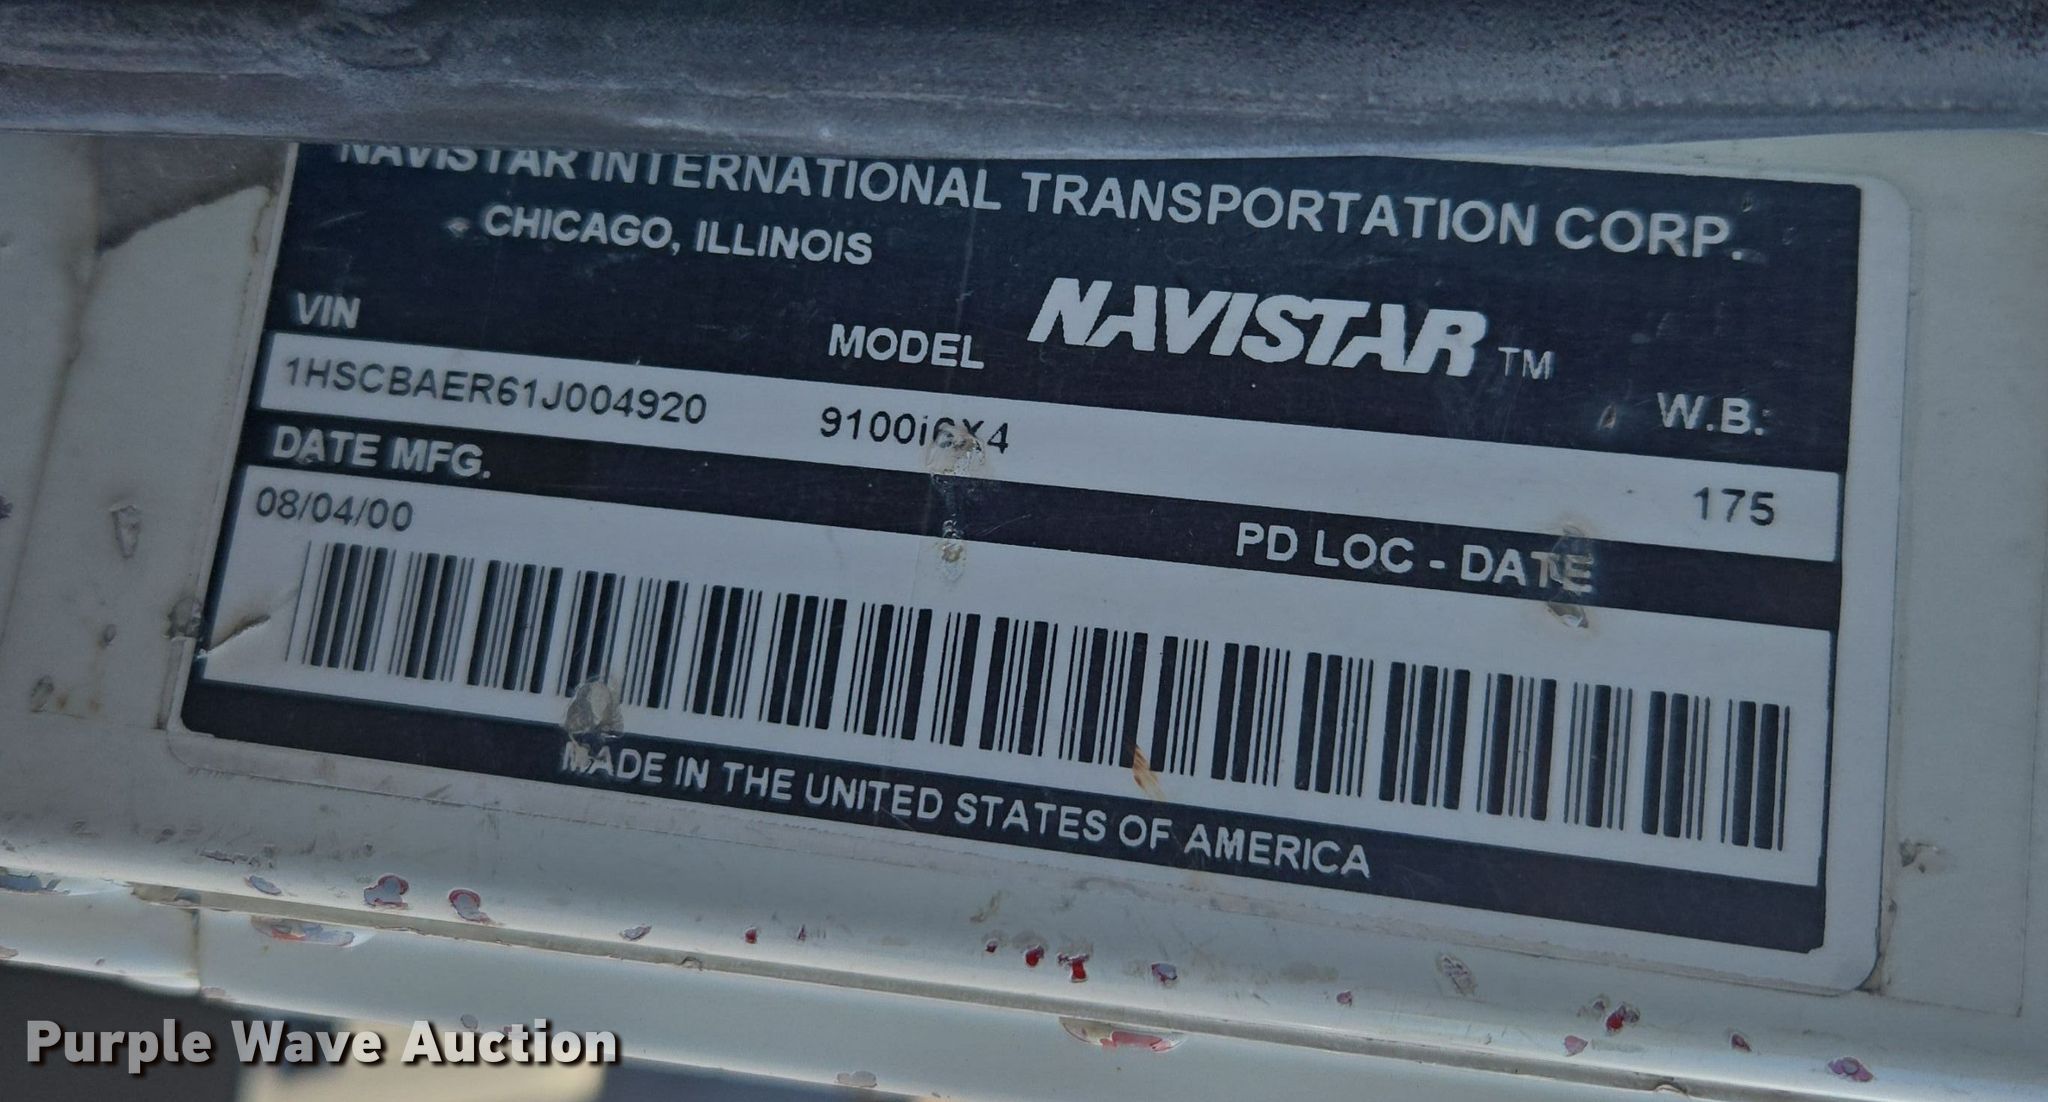 NAVISTAR INTERNATIONAL TRANSPORTATION CORP.
CHICAGO, ILLINOIS
NAVISTAR TM
VIN MODEL W.B.
1HSCBAER61J004920 9100i6X4 175
DATE MFG. PD LOC - DATE
08/04/00
MADE IN THE UNITED STATES OF AMERICA
Purple Wave Auction